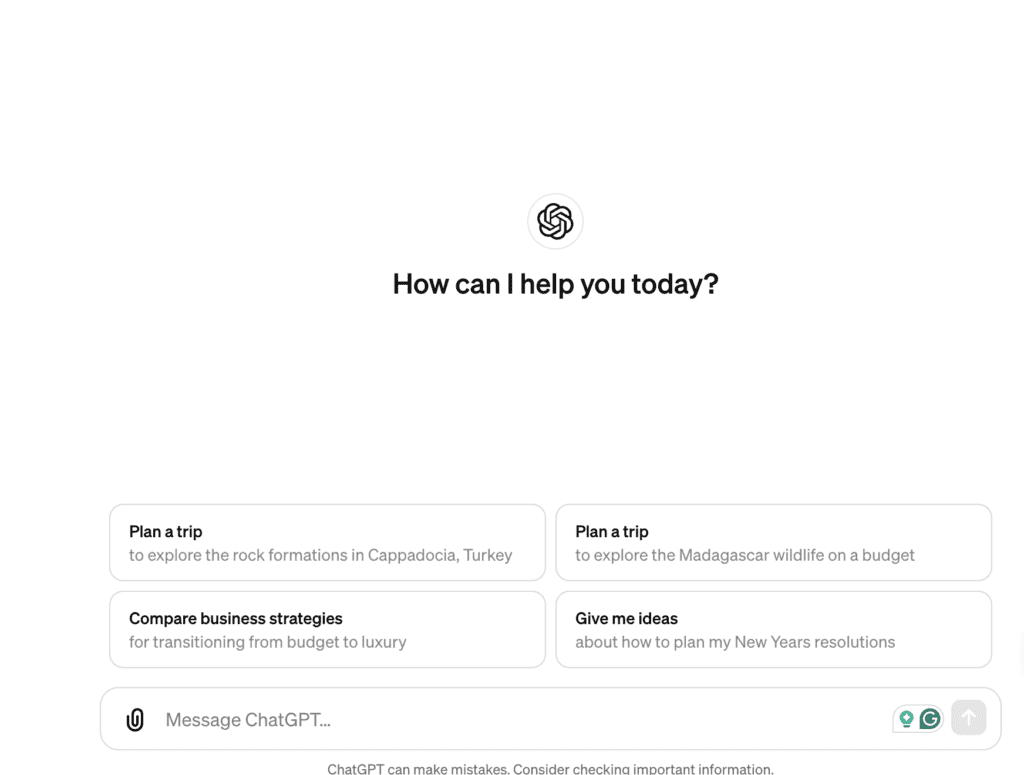 How can I help you today?
Plan a trip
to explore the rock formations in Cappadocia, Turkey
Plan a trip
to explore the Madagascar wildlife on a budget
Compare business strategies
for transitioning from budget to luxury
Give me ideas
about how to plan my New Years resolutions
Message ChatGPT...
ChatGPT can make mistakes. Consider checking important information.